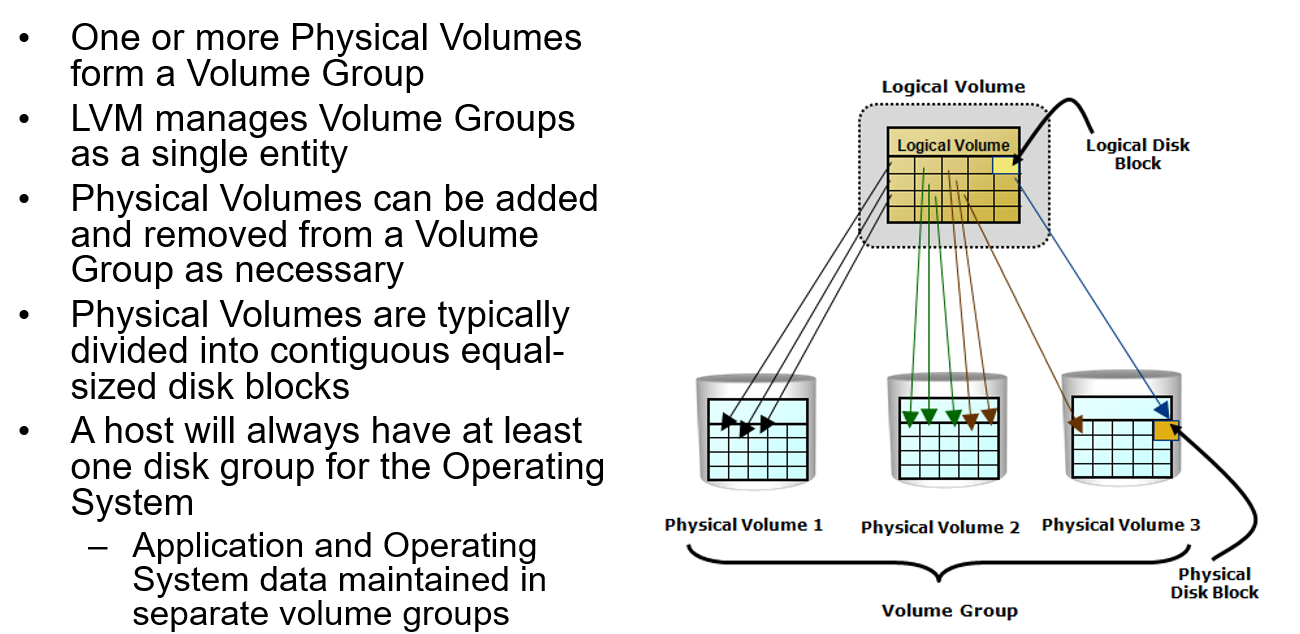 • One or more Physical Volumes
form a Volume Group
• LVM manages Volume Groups
as a single entity
• Physical Volumes can be added
and removed from a Volume
Group as necessary
• Physical Volumes are typically
divided into contiguous equal-
sized disk blocks
• A host will always have at least
one disk group for the Operating
System
– Application and Operating
System data maintained in
separate volume groups
Logical Volume
Logical Volume
Logical Disk
Block
Physical Volume 1
Physical Volume 2
Physical Volume 3
Physical
Disk Block
Volume Group